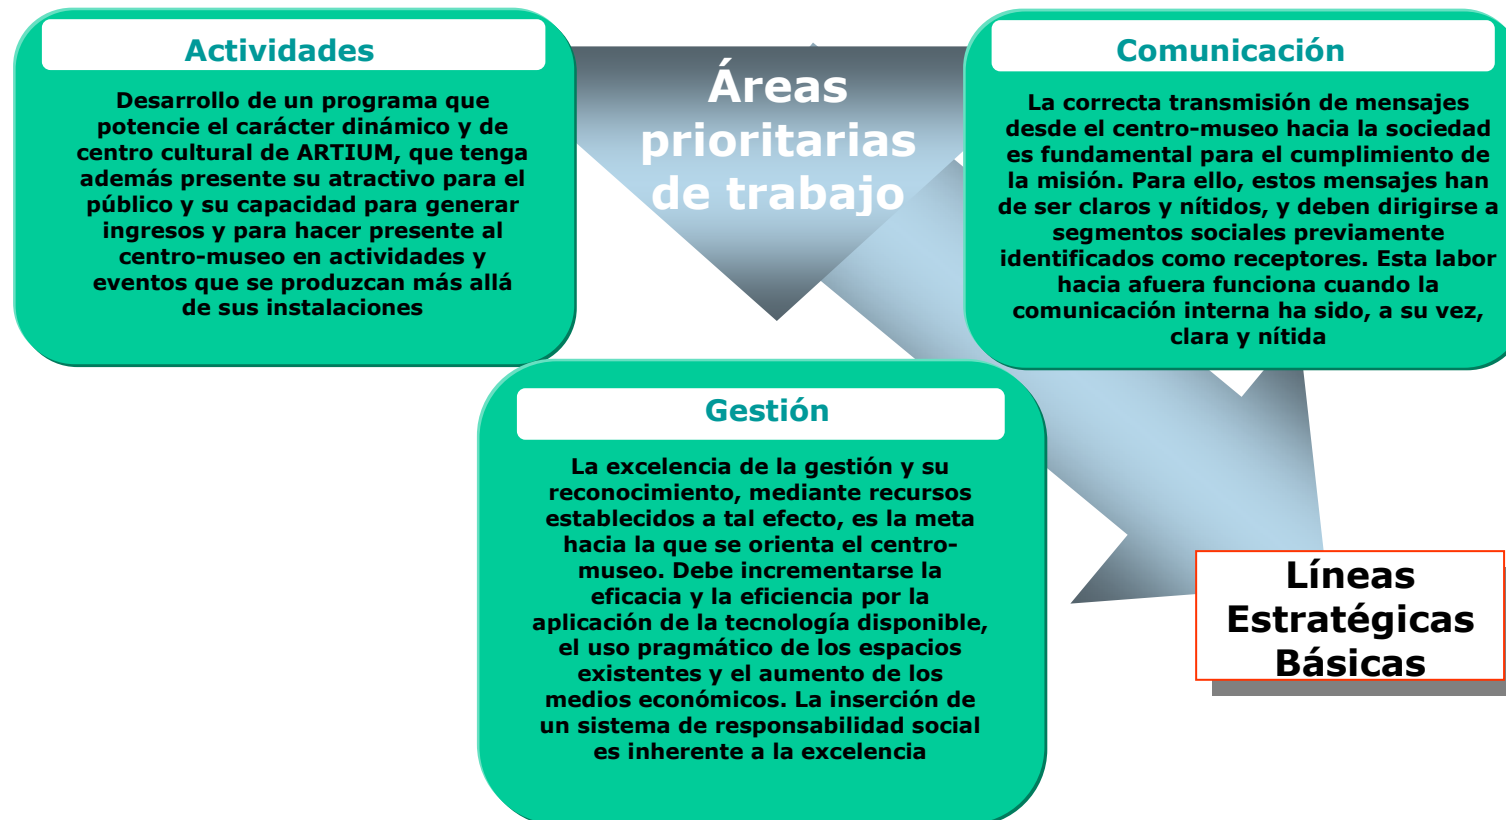 Actividades
Desarrollo de un programa que
potencie el carácter dinámico y de
centro cultural de ARTIUM, que tenga
además presente su atractivo para el
público y su capacidad para generar
ingresos y para hacer presente al
centro-museo en actividades y
eventos que se produzcan más allá
de sus instalaciones
Áreas
prioritarias
de trabajo
Comunicación
La correcta transmisión de mensajes
desde el centro-museo hacia la sociedad
es fundamental para el cumplimiento de
la misión. Para ello, estos mensajes han
de ser claros y nítidos, y deben dirigirse a
segmentos sociales previamente
identificados como receptores. Esta labor
hacia afuera funciona cuando la
comunicación interna ha sido, a su vez,
clara y nítida
Gestión
La excelencia de la gestión y su
reconocimiento, mediante recursos
establecidos a tal efecto, es la meta
hacia la que se orienta el centro-
museo. Debe incrementarse la
eficacia y la eficiencia por la
aplicación de la tecnología disponible,
el uso pragmático de los espacios
existentes y el aumento de los
medios económicos. La inserción de
un sistema de responsabilidad social
es inherente a la excelencia
Líneas
Estratégicas
Básicas